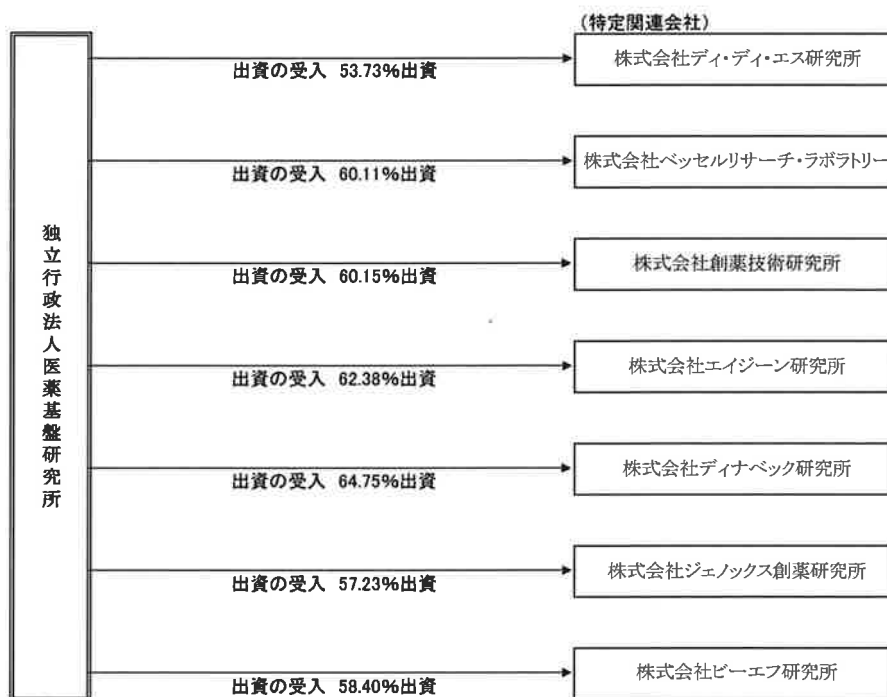 (特定関連会社)
株式会社ディ・ディ・エス研究所
出資の受入 53.73%出資
株式会社ベッセルリサーチ・ラボラトリー
出資の受入 60.11%出資
独立行政法人医薬基盤研究所
株式会社創薬技術研究所
出資の受入 60.15%出資
株式会社エイジーン研究所
出資の受入 62.38%出資
株式会社ディナベック研究所
出資の受入 64.75%出資
株式会社ジェノックス創薬研究所
出資の受入 57.23%出資
株式会社ビーエフ研究所
出資の受入 58.40%出資